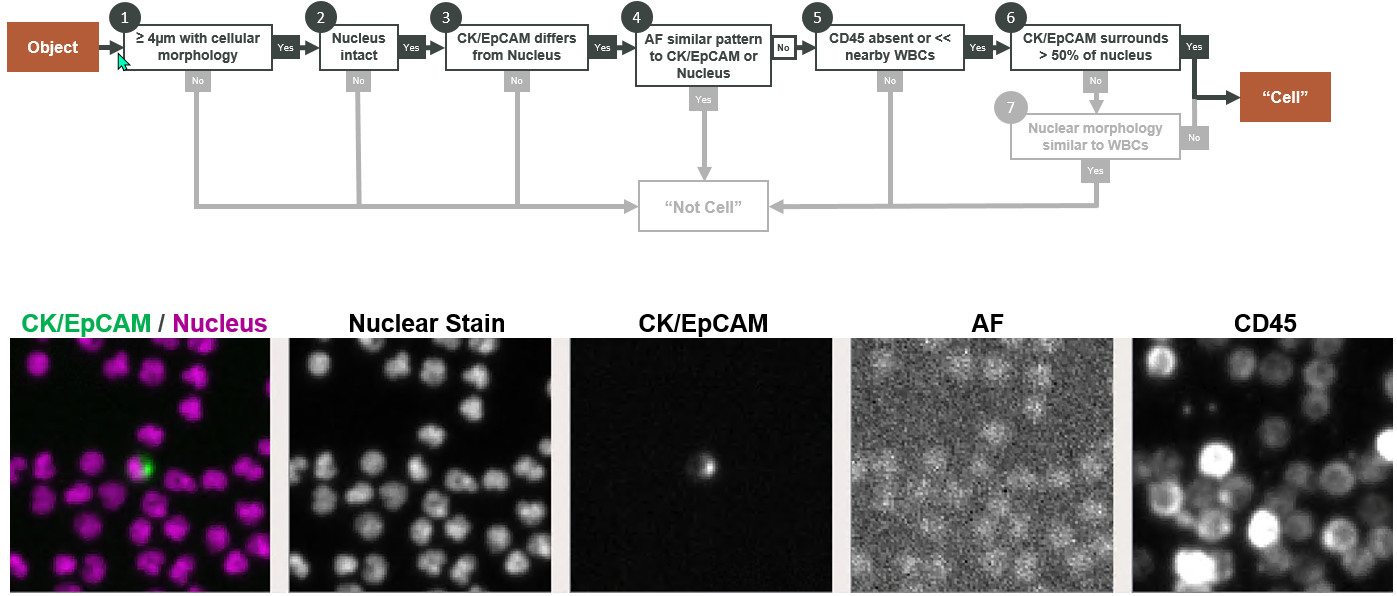 Object
1
≥ 4µm with cellular
morphology
Yes
No
2
Nucleus
intact
Yes
No
3
CK/EpCAM differs
from Nucleus
Yes
No
4
AF similar pattern
to CK/EpCAM or
Nucleus
No
Yes
5
CD45 absent or <<
nearby WBCs
Yes
No
6
CK/EpCAM surrounds
> 50% of nucleus
Yes
No
7
Nuclear morphology
similar to WBCs
No
Yes
“Cell”
“Not Cell”
CK/EpCAM / Nucleus
Nuclear Stain
CK/EpCAM
AF
CD45